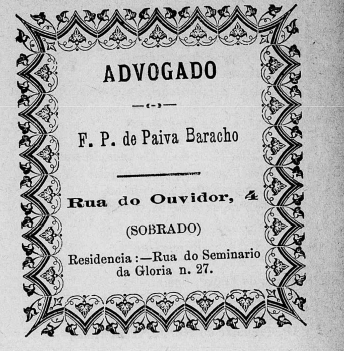 ADVOGADO
F. P. de Paiva Baracho
Rua do Ouvidor, 4
(SOBRADO)
Residencia :—Rua do Seminario
da Gloria n. 27.